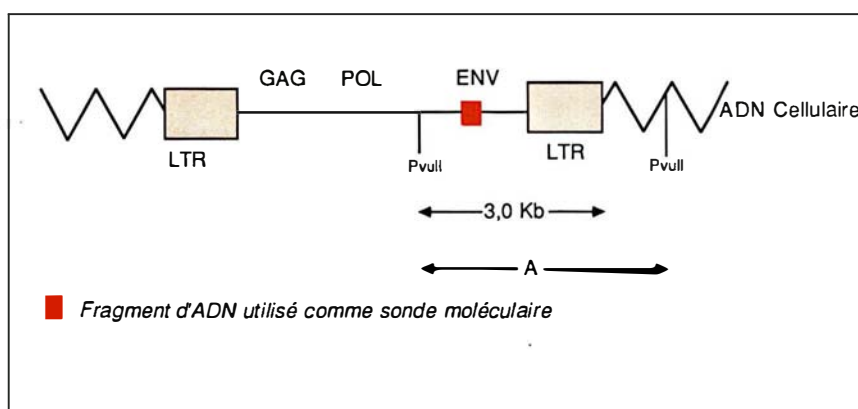 GAG POL ENV
ADN Cellulaire
LTR LTR
PvuII PvuII
3,0 Kb
A
Fragment d'ADN utilisé comme sonde moléculaire